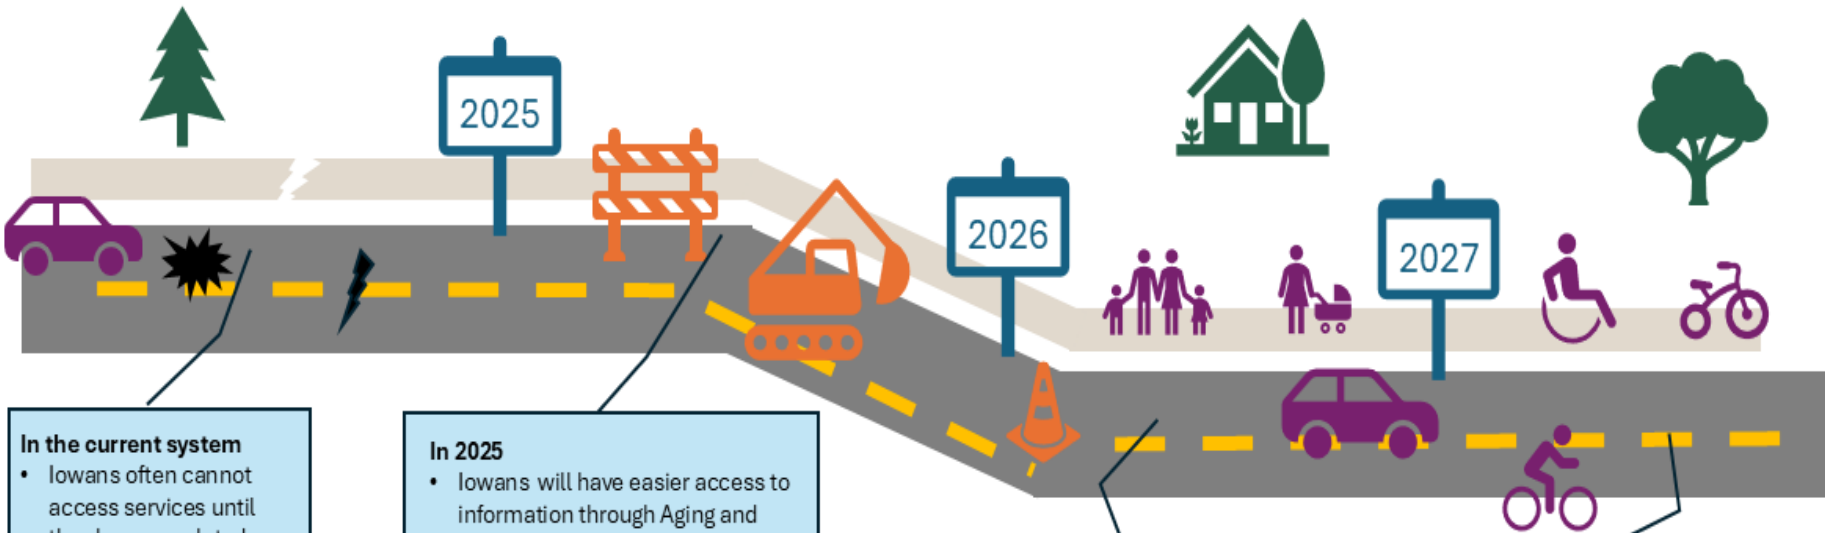 2025
2026
2027
In the current system
• Iowans often cannot
access services until
In 2025
• Iowans will have easier access to
information through Aging and